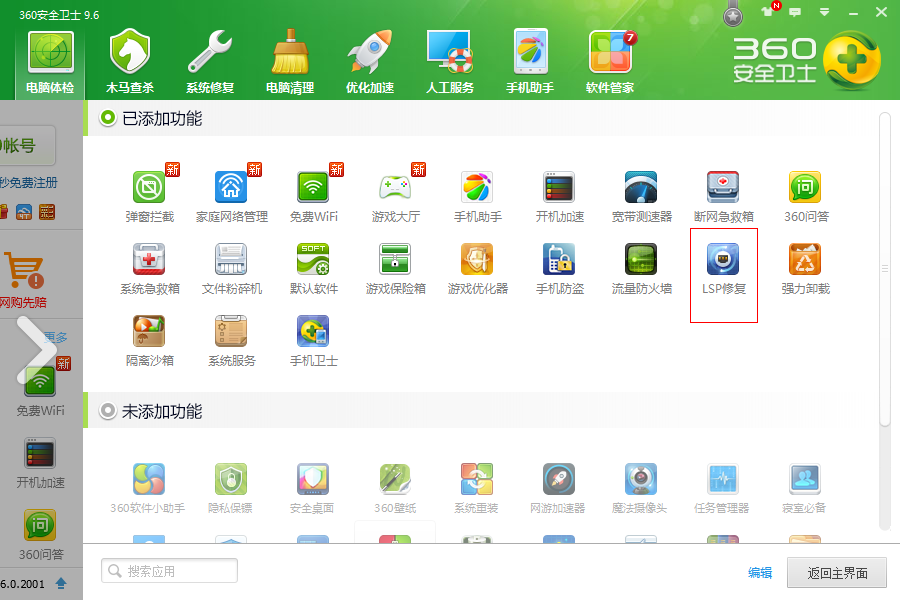 360安全卫士 9.6
N
电脑体检 木马查杀 系统修复 电脑清理 优化加速 人工服务 手机助手 软件管家
7
360
安全卫士
帐号
秒免费注册
网购先赔
更多
新
免费WiFi
开机加速
问
360问答
6.0.2001
已添加功能
新 新 新 新
问
弹窗拦截 家庭网络管理 免费WiFi 游戏大厅 手机助手 开机加速 宽带测速器 断网急救箱 360问答
SOFT
系统急救箱 文件粉碎机 默认软件 游戏保险箱 游戏优化器 手机防盗 流量防火墙 LSP修复 强力卸载
隔离沙箱 系统服务 手机卫士
未添加功能
360软件小助手 隐私保镖 安全桌面 360壁纸 系统重装 网游加速器 魔法摄像头 任务管理器 寝室必备
搜索应用
编辑
返回主界面